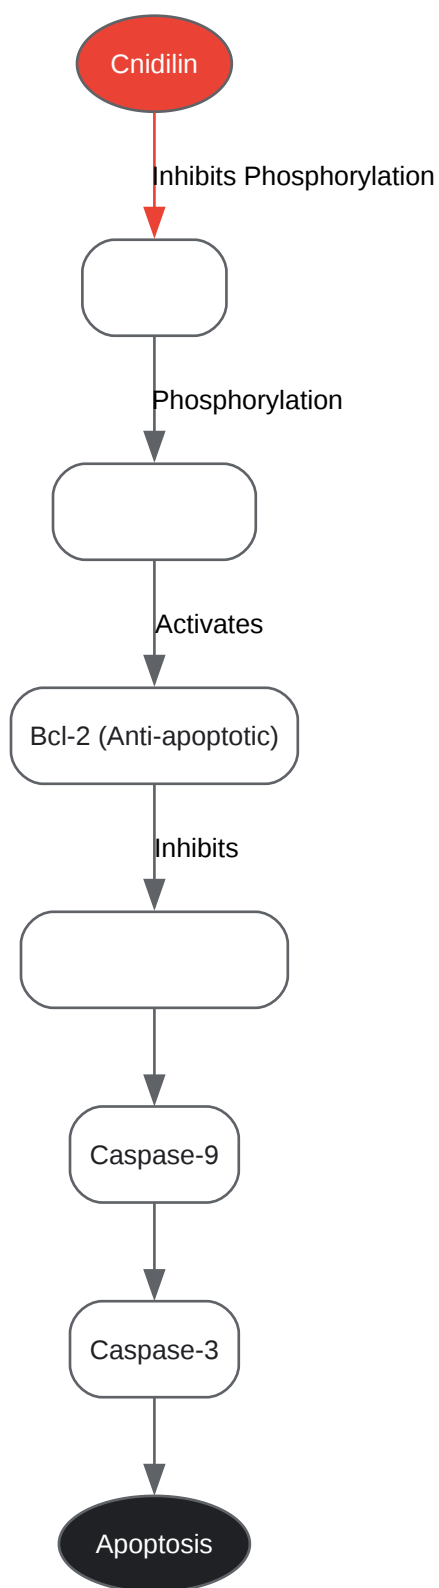 Cnidilin
Inhibits Phosphorylation
Phosphorylation
Activates
Bcl-2 (Anti-apoptotic)
Inhibits
Caspase-9
Caspase-3
Apoptosis